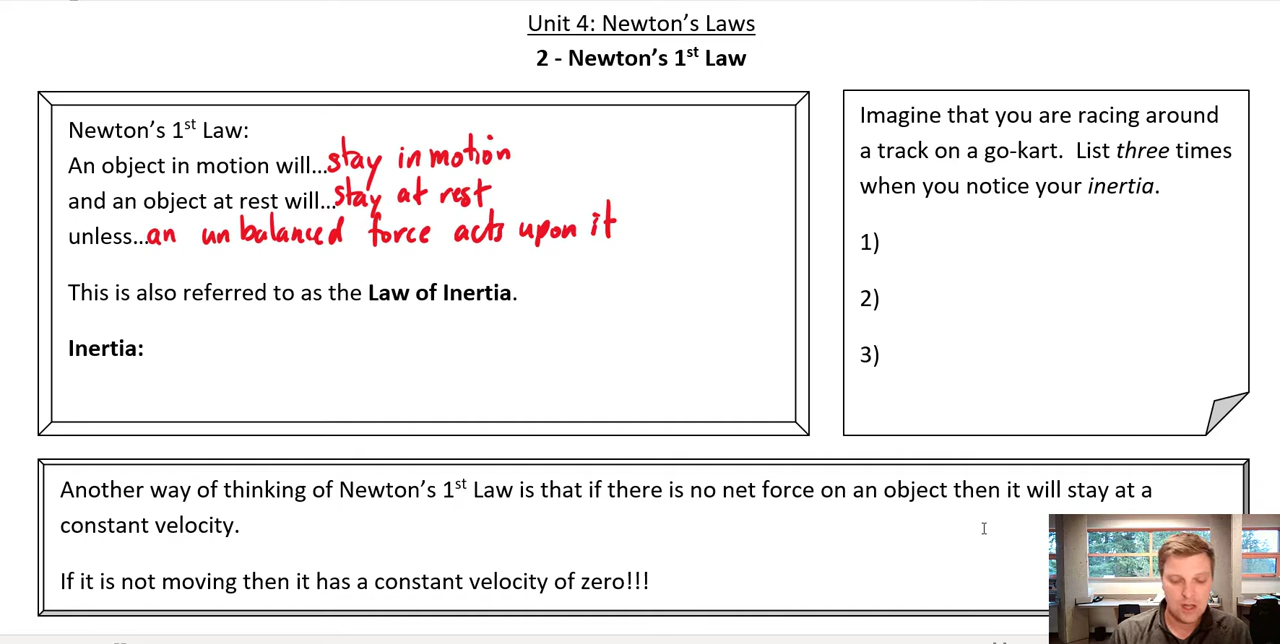 Unit 4: Newton's Laws
2 - Newton's 1st Law
Newton's 1st Law:
An object in motion will...stay in motion
and an object at rest will...stay at rest
unless...an unbalanced force acts upon it
This is also referred to as the Law of Inertia.
Inertia:
Imagine that you are racing around
a track on a go-kart. List three times
when you notice your inertia.
1)
2)
3)
Another way of thinking of Newton's 1st Law is that if there is no net force on an object then it will stay at a
constant velocity.
If it is not moving then it has a constant velocity of zero!!!